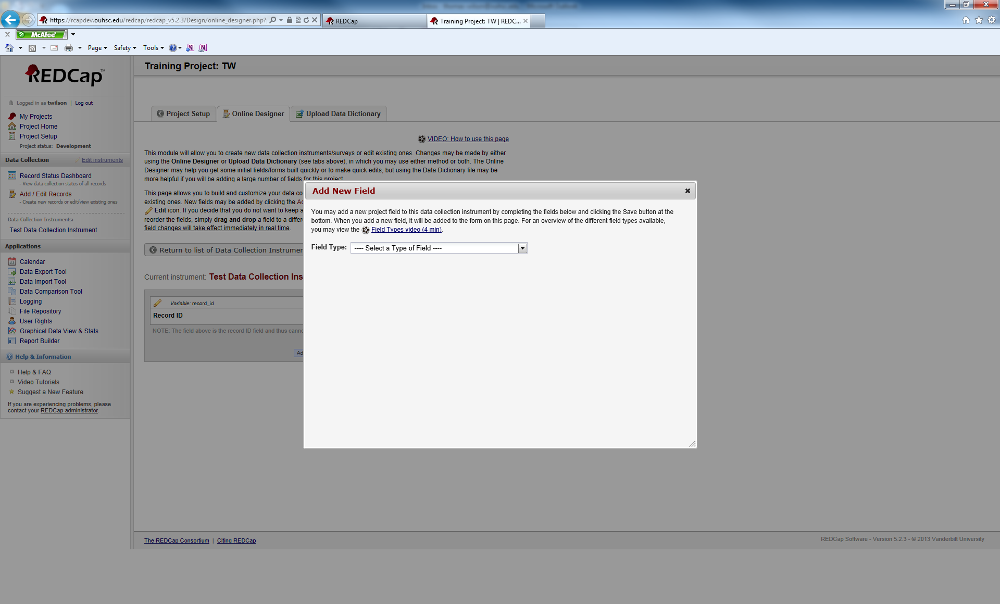 https://rcapdev.ouhsc.edu/redcap/redcap_v5.2.3/Design/online_designer.php?
REDCap
Training Project: TW | REDC...
McAfee
Page
Safety
Tools
REDCap™
Logged in as twilson | Log out
My Projects
Project Home
Project Setup
Project status: Development
Data Collection
Edit instruments
Record Status Dashboard
- View data collection status of all records
Add / Edit Records
- Create new records or edit/view existing ones
Data Collection Instruments:
Test Data Collection Instrument
Applications
Calendar
Data Export Tool
Data Import Tool
Data Comparison Tool
Logging
File Repository
User Rights
Graphical Data View & Stats
Report Builder
Help & Information
Help & FAQ
Video Tutorials
Suggest a New Feature
If you are experiencing problems, please
contact your REDCap administrator.
Training Project: TW
Project Setup
Online Designer
Upload Data Dictionary
VIDEO: How to use this page
This module will allow you to create new data collection instruments/surveys or edit existing ones. Changes may be made by either
using the Online Designer or Upload Data Dictionary (see tabs above), in which you may use either method or both. The Online
Designer may help you get some initial fields/forms built quickly or to make quick edits, but using the Data Dictionary file may be
more helpful if you will be adding a large number of fields for this project.
This page allows you to build and customize your data co
existing ones. New fields may be added by clicking the Ad
Edit icon. If you decide that you do not want to keep a
reorder the fields, simply drag and drop a field to a differe
field changes will take effect immediately in real time.
Return to list of Data Collection Instrumen
Current instrument: Test Data Collection Ins
Variable: record_id
Record ID
NOTE: The field above is the record ID field and thus canno
Ad
Add New Field
You may add a new project field to this data collection instrument by completing the fields below and clicking the Save button at the
bottom. When you add a new field, it will be added to the form on this page. For an overview of the different field types available,
you may view the Field Types video (4 min).
Field Type: ---- Select a Type of Field ----
The REDCap Consortium | Citing REDCap
REDCap Software - Version 5.2.3 - © 2013 Vanderbilt University